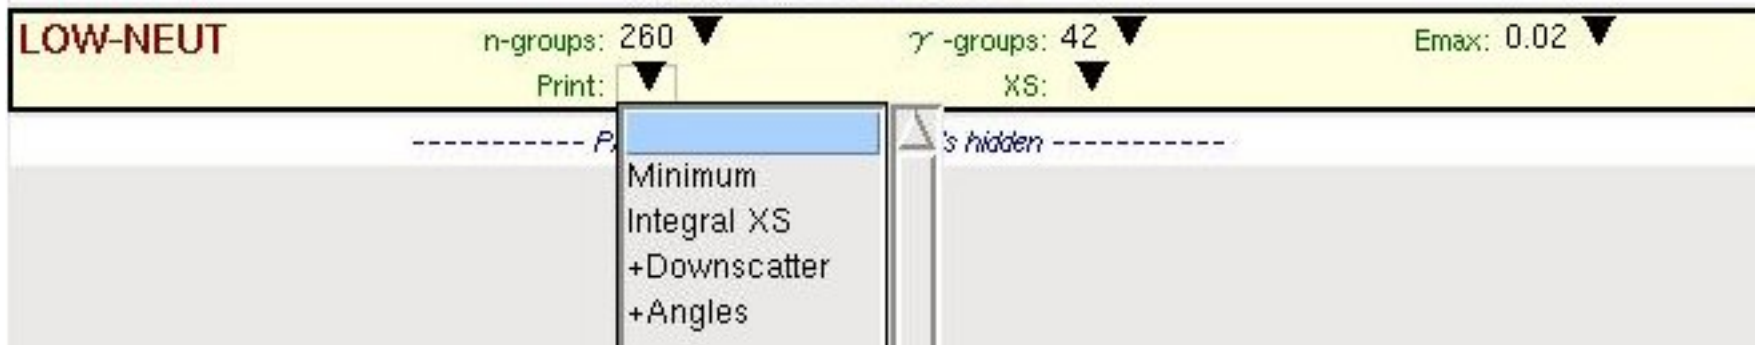 LOW-NEUT n-groups: 260 γ -groups: 42 Emax: 0.02
Print: XS:
's hidden
Minimum
Integral XS
+Downscatter
+Angles